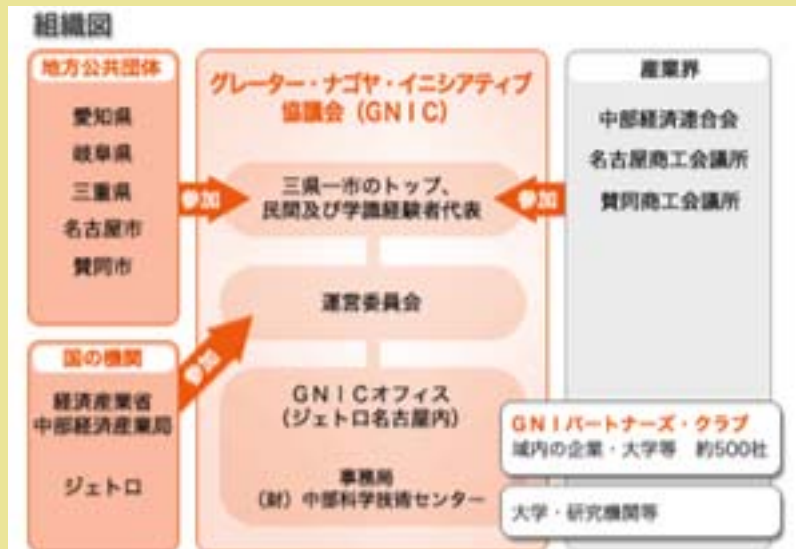 組織図
地方公共団体
愛知県
岐阜県
三重県
名古屋市
賛同市
参加
国の機関
経済産業省
中部経済産業局
ジェトロ
参加
グレーター・ナゴヤ・イニシアティブ
協議会（GNIC）
三県一市のトップ、
民間及び学識経験者代表
運営委員会
GNICオフィス
（ジェトロ名古屋内）
事務局
（財）中部科学技術センター
参加
産業界
中部経済連合会
名古屋商工会議所
賛同商工会議所
GNIパートナーズ・クラブ
域内の企業・大学等 約500社
大学・研究機関等